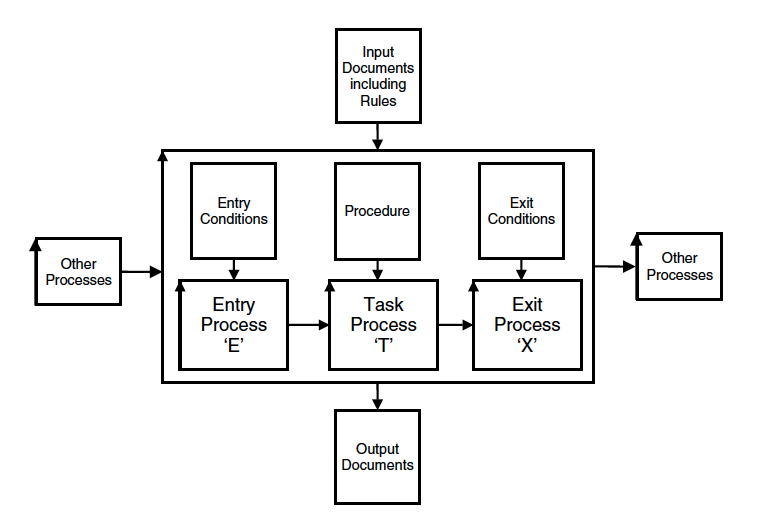 Input
Documents
including
Rules
Entry
Conditions
Procedure
Exit
Conditions
Other
Processes
Entry
Process
‘E’
Task
Process
‘T’
Exit
Process
‘X’
Other
Processes
Output
Documents